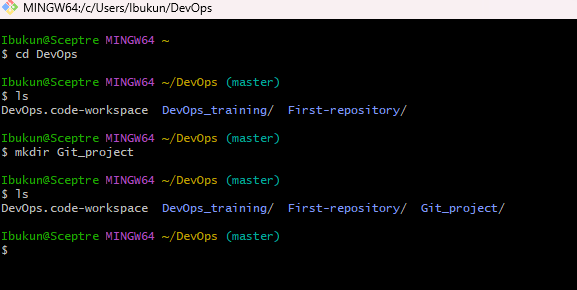 MINGW64:/c/Users/Ibukun/DevOps
Ibukun@Sceptre MINGW64 ~
$ cd DevOps
Ibukun@Sceptre MINGW64 ~/DevOps (master)
$ ls
DevOps.code-workspace  DevOps_training/  First-repository/
Ibukun@Sceptre MINGW64 ~/DevOps (master)
$ mkdir Git_project
Ibukun@Sceptre MINGW64 ~/DevOps (master)
$ ls
DevOps.code-workspace  DevOps_training/  First-repository/  Git_project/
Ibukun@Sceptre MINGW64 ~/DevOps (master)
$